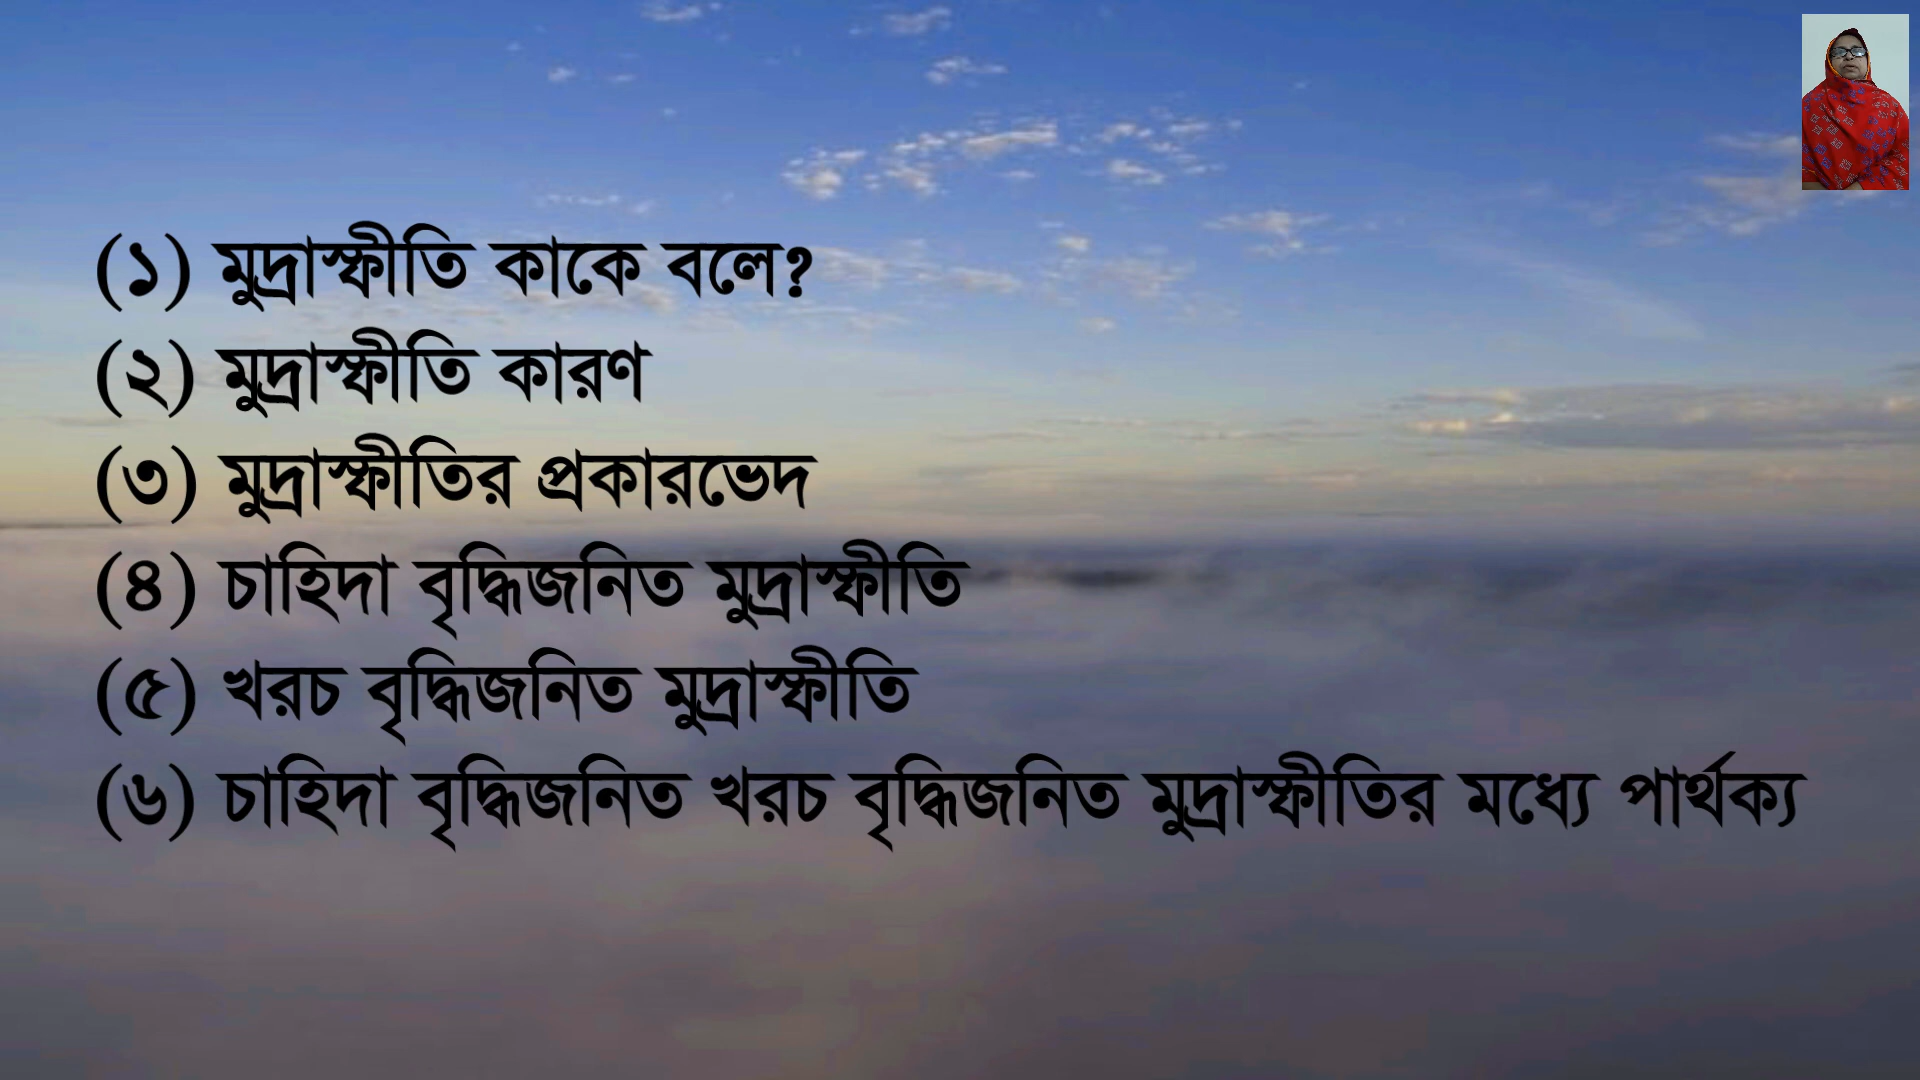 (১) মুদ্রাস্ফীতি কাকে বলে?
(২) মুদ্রাস্ফীতি কারণ
(৩) মুদ্রাস্ফীতির প্রকারভেদ
(৪) চাহিদা বৃদ্ধিজনিত মুদ্রাস্ফীতি
(৫) খরচ বৃদ্ধিজনিত মুদ্রাস্ফীতি
(৬) চাহিদা বৃদ্ধিজনিত খরচ বৃদ্ধিজনিত মুদ্রাস্ফীতির মধ্যে পার্থক্য